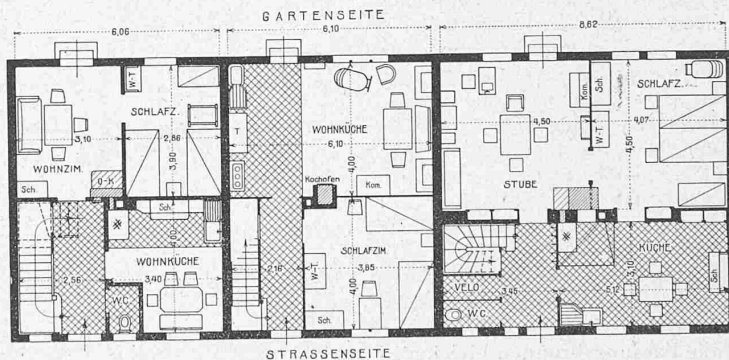 GARTENSEITE
6,06
6,10
8,62
W-T.
SCHLAFZ.
3,10
2,86
3,90
WOHNZIM.
O-K
Sch.
Sch.
4,00
WOHNKÜCHE
2,56
3,40
W.C.
T
WOHNKÜCHE
6,10
4,00
Kochofen
Kom.
SCHLAFZIM
2,16
W-T.
3,85
4,00
Sch.
Kom.
Sch.
SCHLAFZ.
4,50
W-T.
4,07
4,50
STUBE
KÜCHE
3,10
VELO
3,45
5,12
Sch.
W.C.
STRASSENSEITE